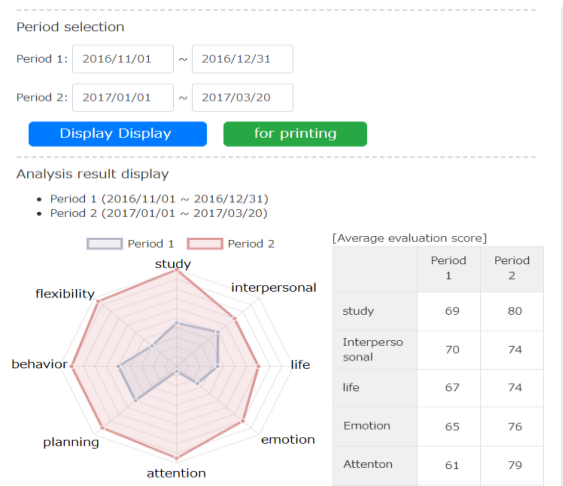 Period selection
Period 1: 2016/11/01 ~ 2016/12/31
Period 2: 2017/01/01 ~ 2017/03/20
Display Display for printing
Analysis result display
• Period 1 (2016/11/01 ~ 2016/12/31)
• Period 2 (2017/01/01 ~ 2017/03/20)
Period 1 Period 2
study
interpersonal
life
emotion
attention
planning
behavior
flexibility
[Average evaluation score]
Period
1
Period
2
study 69 80
Interperso
sonal 70 74
life 67 74
Emotion 65 76
Attenton 61 79